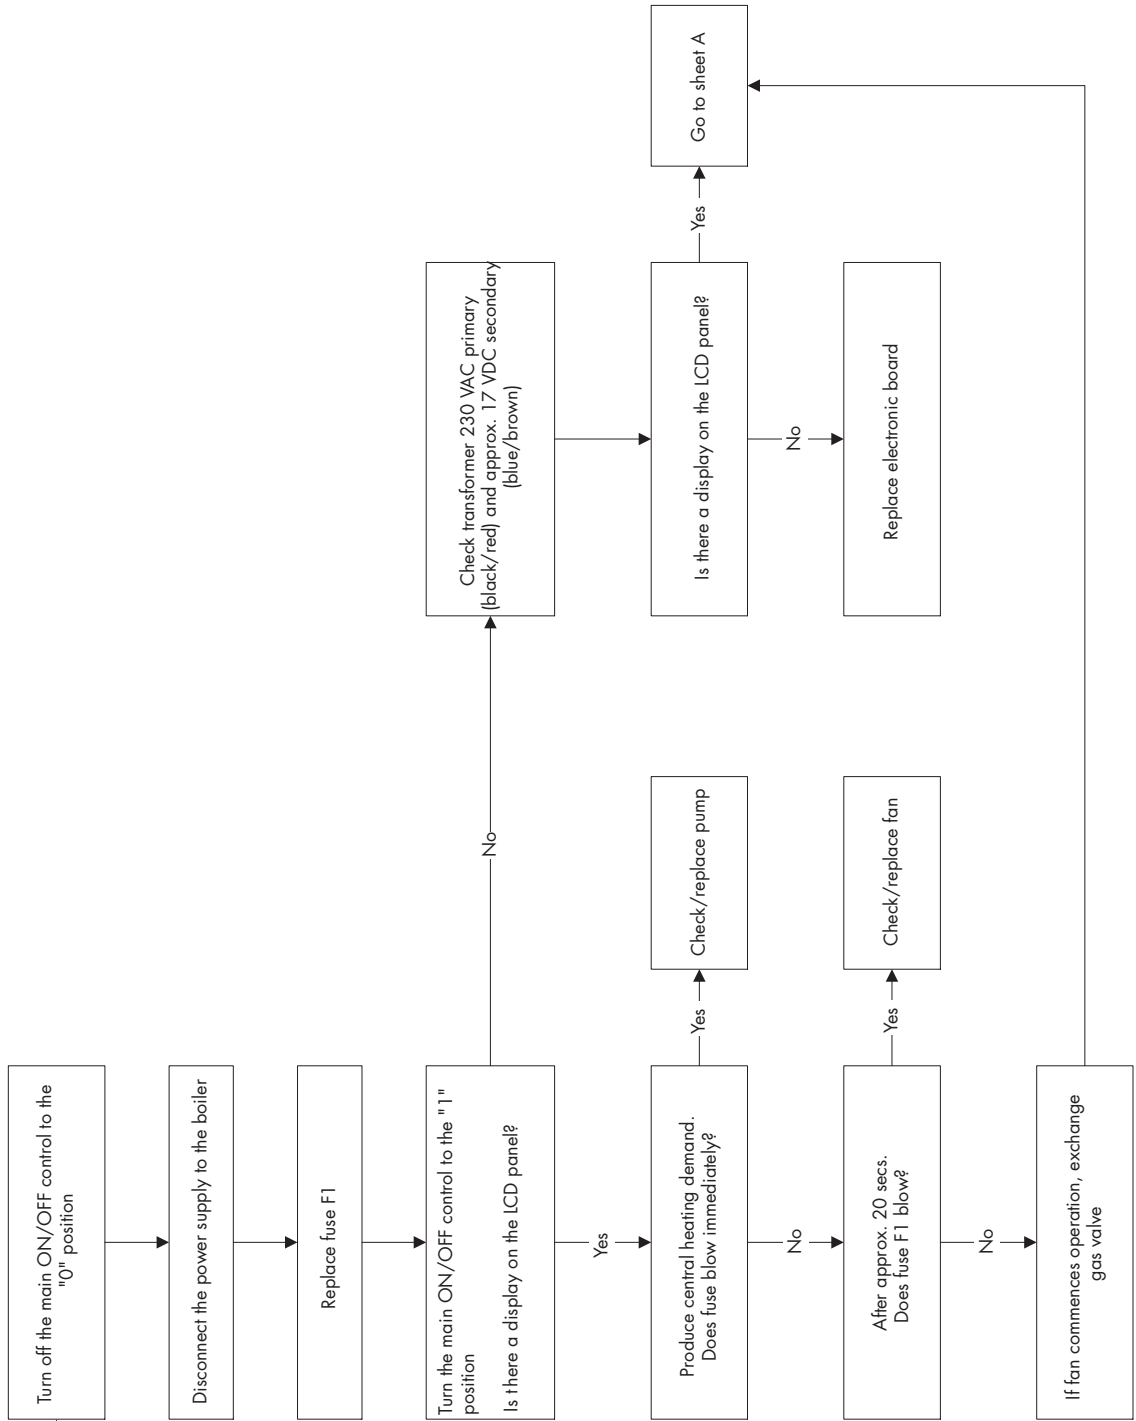 Turn off the main ON/OFF control to the
"0" position
Disconnect the power supply to the boiler
Replace fuse F1
Turn the main ON/OFF control to the "1"
position
Is there a display on the LCD panel?
No
Check transformer 230 VAC primary
(black/red) and approx. 17 VDC secondary
(blue/brown)
Yes
Produce central heating demand.
Does fuse blow immediately?
Yes
Check/replace pump
Is there a display on the LCD panel?
Yes
Go to sheet A
No
No
After approx. 20 secs.
Does fuse F1 blow?
Yes
Check/replace fan
Replace electronic board
No
If fan commences operation, exchange
gas valve